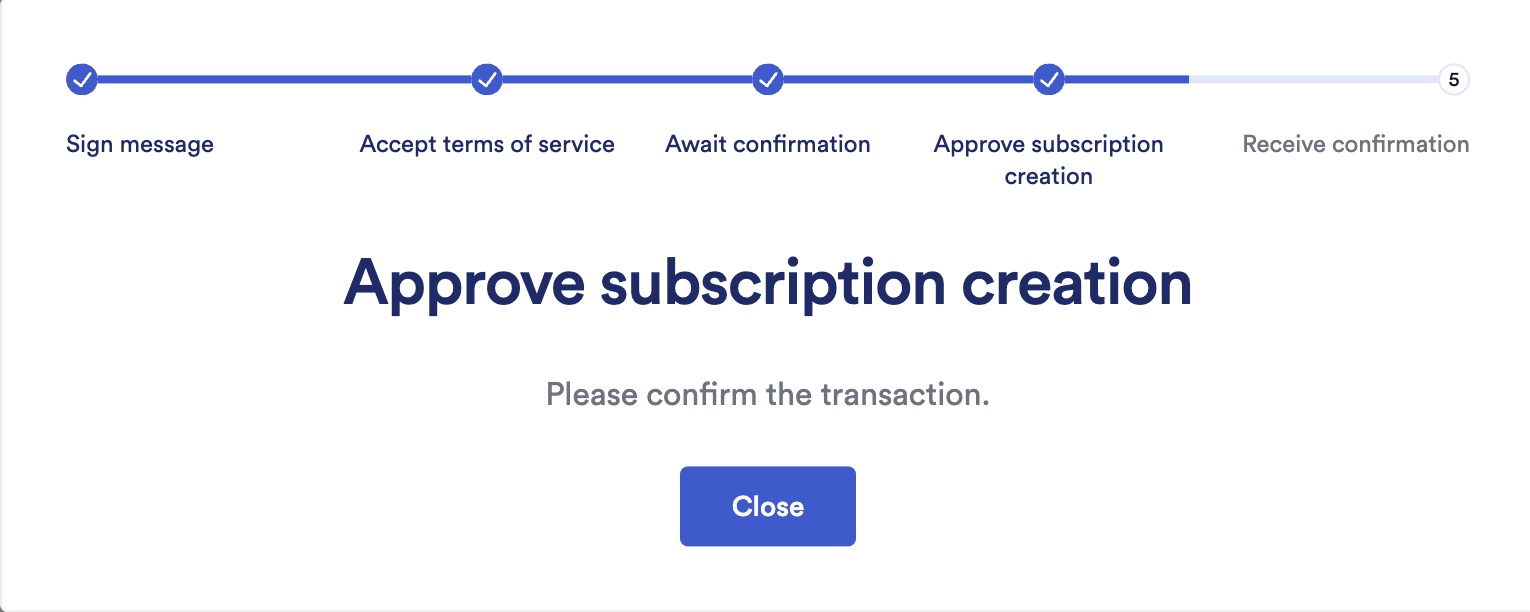 5
Sign message
Accept terms of service
Await confirmation
Approve subscription
creation
Receive confirmation
Approve subscription creation
Please confirm the transaction.
Close